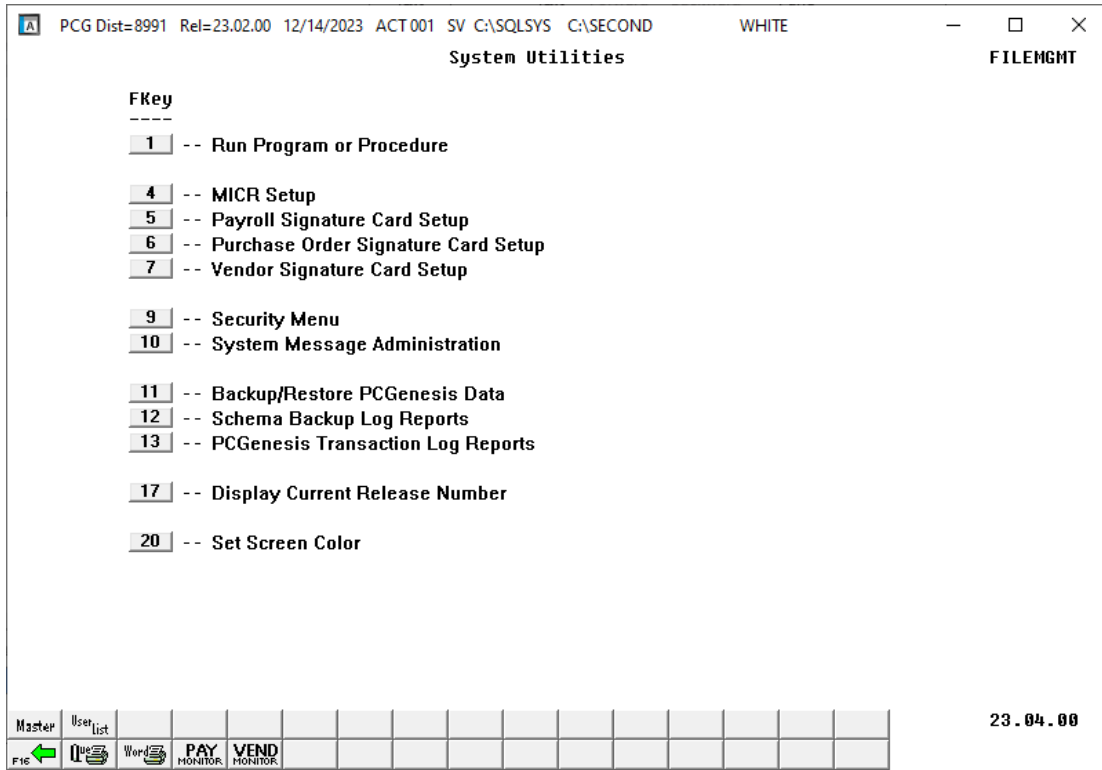 A PCG Dist=8991 Rel=23.02.00 12/14/2023 ACT 001 SV C:\SQLSYS C:\SECOND WHITE
System Utilities FILEMGMT
FKey
----
1 -- Run Program or Procedure
4 -- MICR Setup
5 -- Payroll Signature Card Setup
6 -- Purchase Order Signature Card Setup
7 -- Vendor Signature Card Setup
9 -- Security Menu
10 -- System Message Administration
11 -- Backup/Restore PCGenesis Data
12 -- Schema Backup Log Reports
13 -- PCGenesis Transaction Log Reports
17 -- Display Current Release Number
20 -- Set Screen Color
Master User List 23.04.00
F16 Que Word PAY MONITOR VEND MONITOR